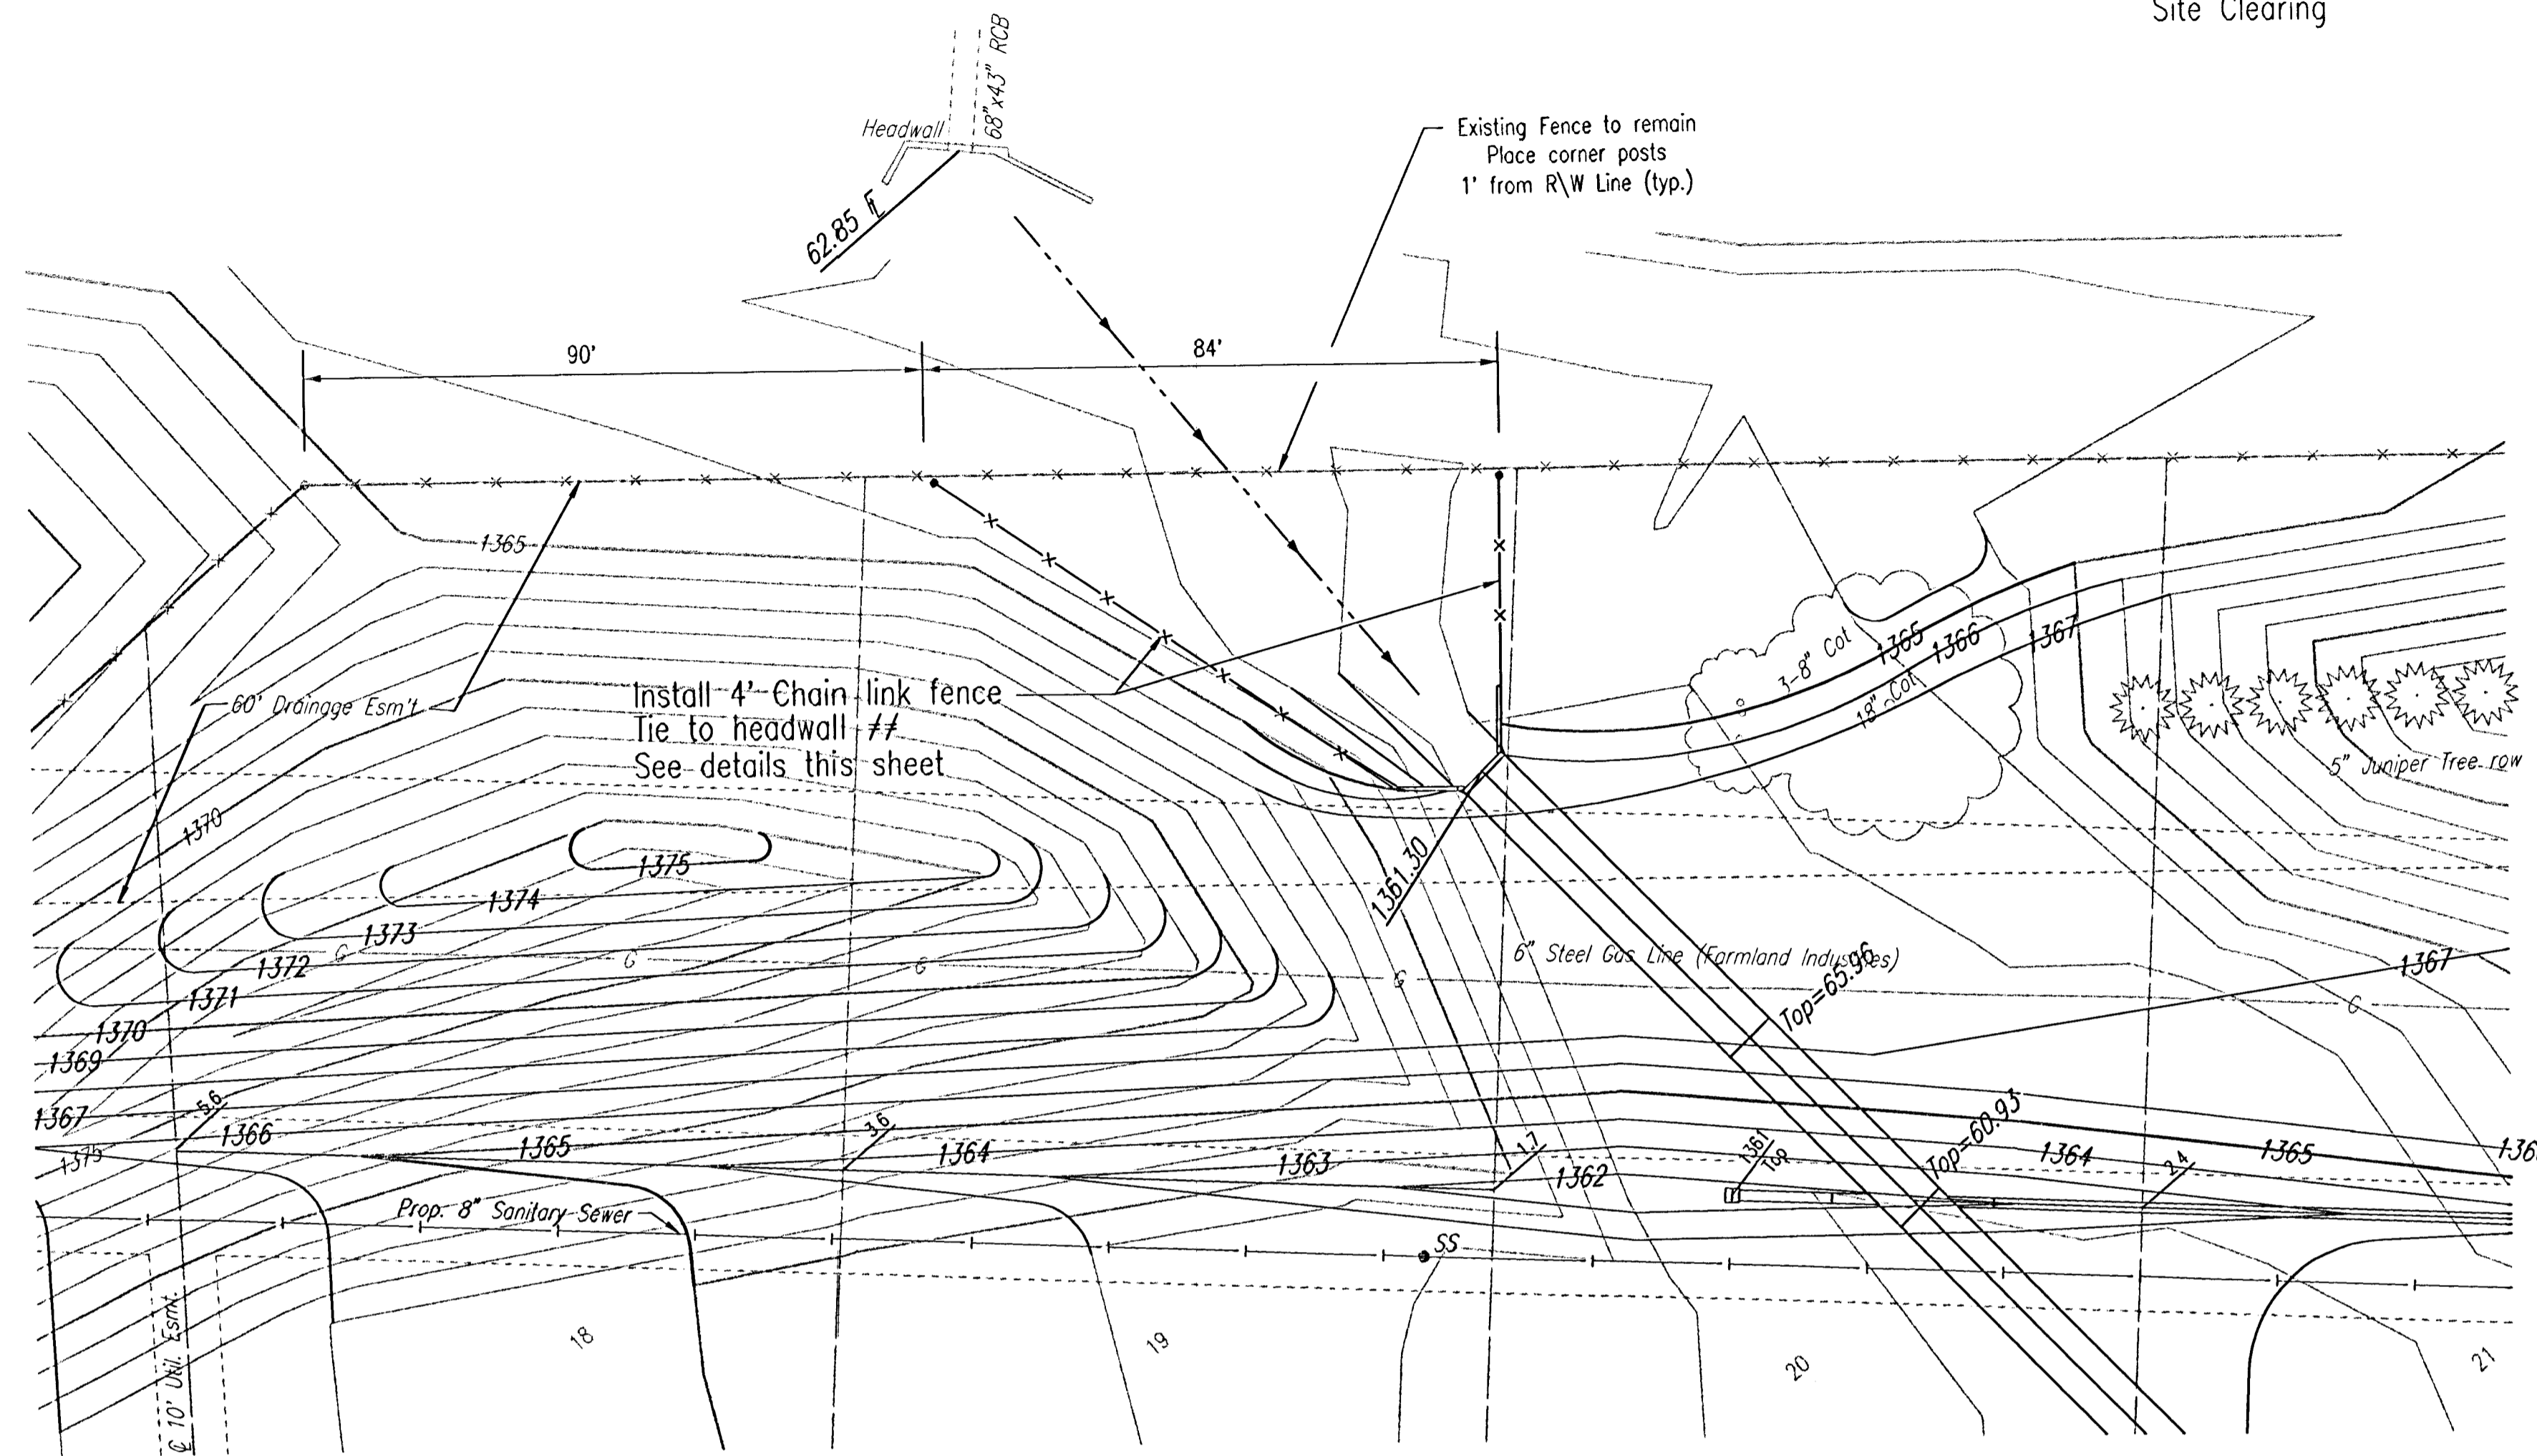 Site Clearing
68"x43" RCB
Headwall
62.85 FL
Existing Fence to remain
Place corner posts
1' from R\W Line (typ.)
90'
84'
1365
60' Drainage Esm't
Install 4' Chain link fence
Tie to headwall ##
See details this sheet
3-8" Cot
18" Cot
1365
1366
1367
5" Juniper Tree row
1370
1375
1374
1373
1372
1371
1370
1369
1367
1366
1365
1364
1363
1362
1361.30
G
G
G
G
G
6" Steel Gas Line (Farmland Industries)
Top=65.96
1367
Top=60.93
5.6
3.6
1.7
1361
Top
2.4
1364
1365
136
1375
Prop. 8" Sanitary Sewer
SS
℄ 10' Util. Esmt.
18
19
20
21